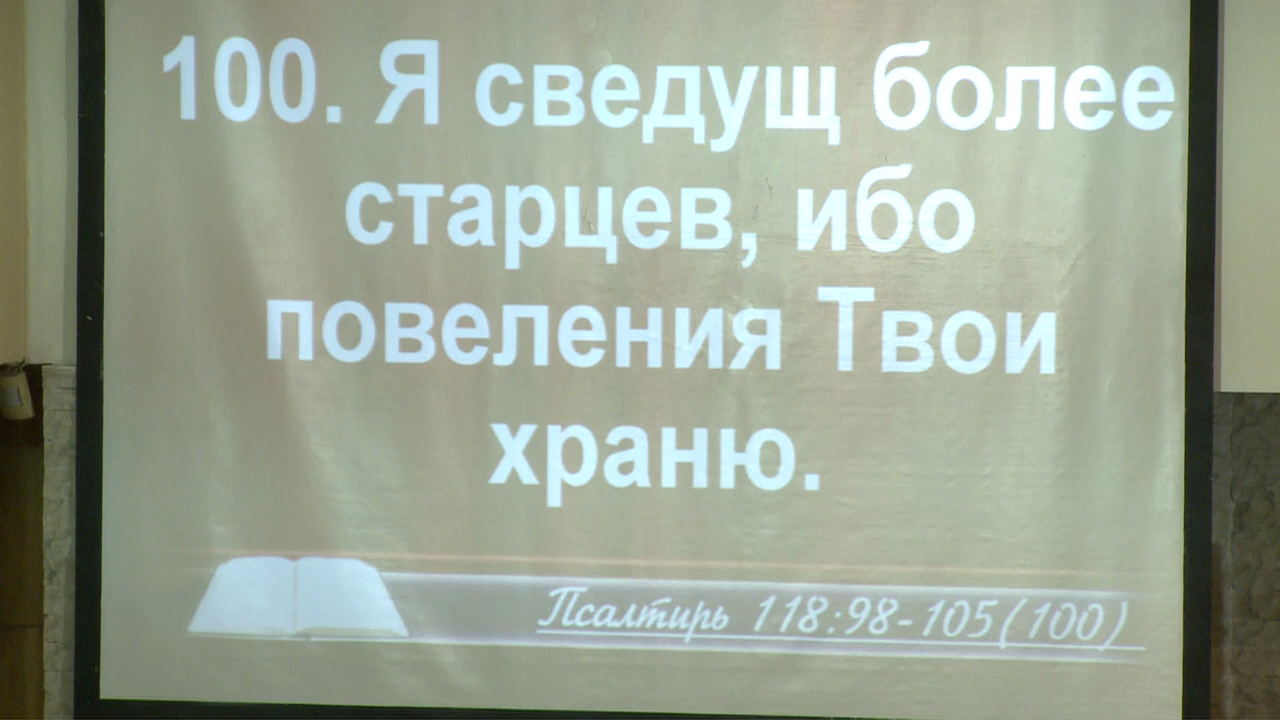 100. Я сведущ более
старцев, ибо
повеления Твои
храню.
Псалтирь 118:98-105(100)